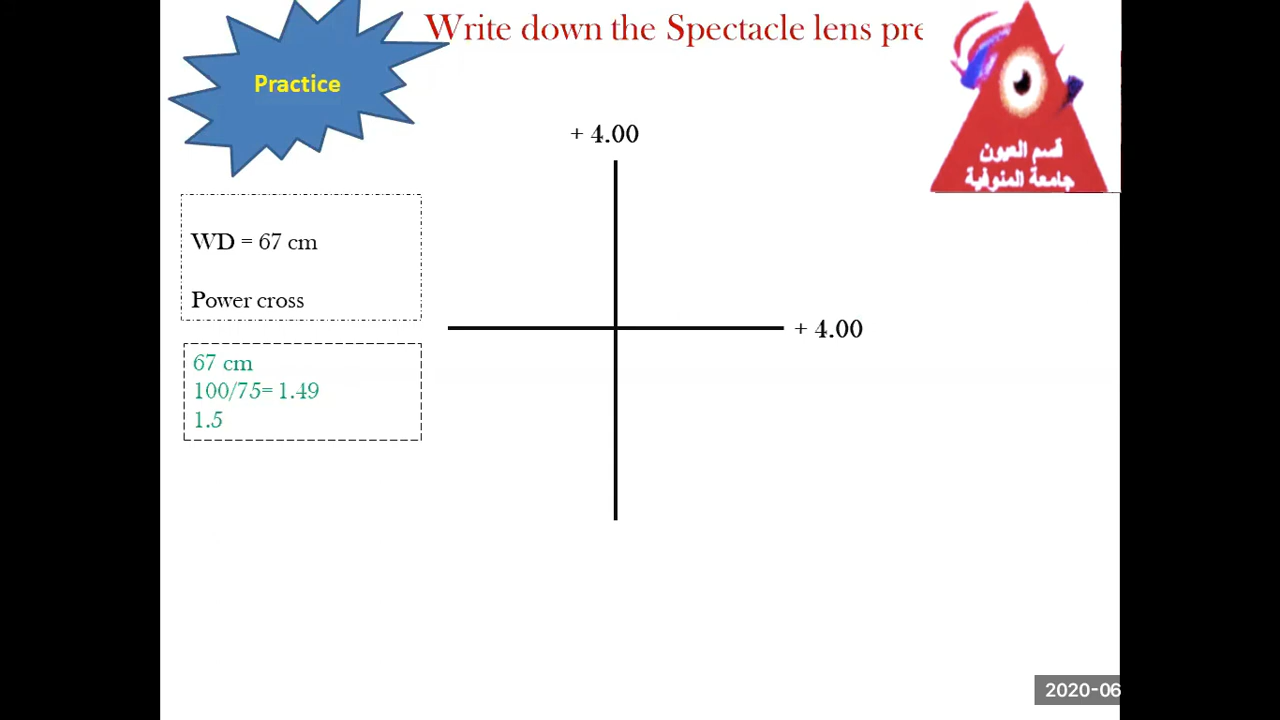 Write down the Spectacle lens pre
Practice
+ 4.00
قسم العيون
جامعة المنوفية
WD = 67 cm
Power cross
+ 4.00
67 cm
100/75= 1.49
1.5
2020-06